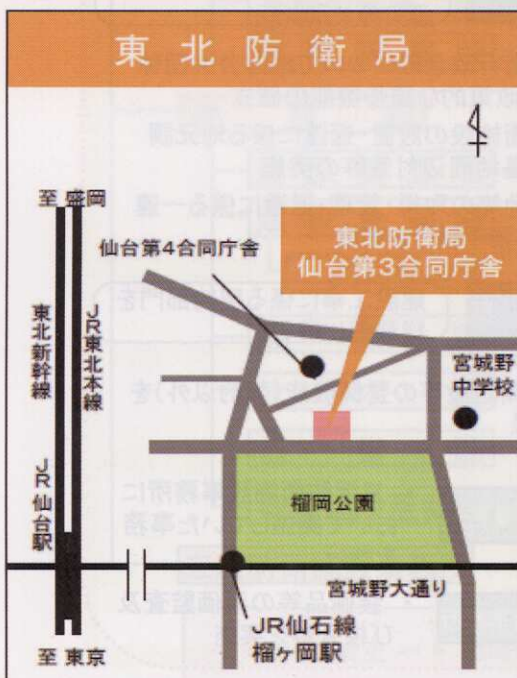 東北防衛局
至 盛岡
仙台第4合同庁舎
東北防衛局
仙台第3合同庁舎
東北新幹線
JR東北本線
宮城野
中学校
JR仙台駅
榴岡公園
宮城野大通り
JR仙石線
榴ヶ岡駅
至 東京